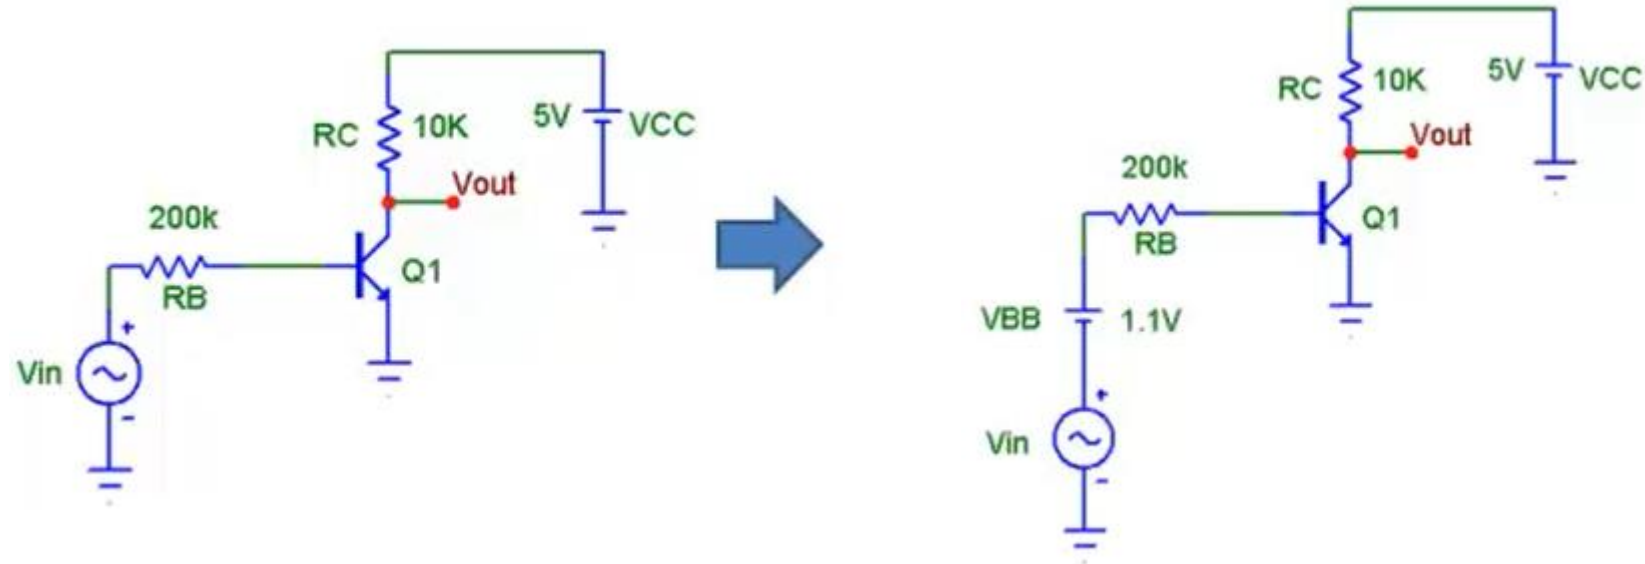 RC
10K
5V
VCC
Vout
200k
RB
Q1
Vin
+
-
RC
10K
5V
VCC
Vout
200k
RB
Q1
VBB
1.1V
Vin
+
-